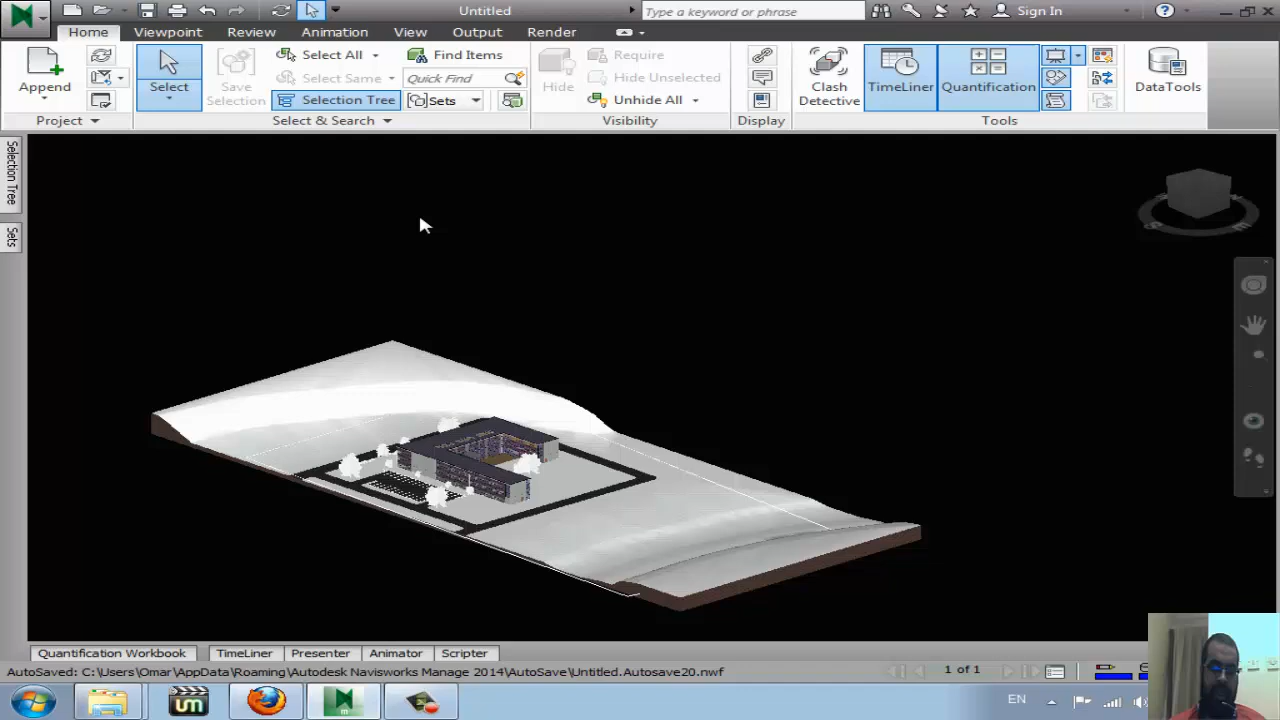 Untitled
Type a keyword or phrase
Sign In
Home Viewpoint Review Animation View Output Render
Append
Select
Save Selection
Select All
Select Same
Selection Tree
Find Items
Quick Find
Sets
Hide
Require
Hide Unselected
Unhide All
Clash Detective
TimeLiner
Quantification
DataTools
Project
Select & Search
Visibility
Display
Tools
Selection Tree
Sets
S
E
Quantification Workbook TimeLiner Presenter Animator Scripter
AutoSaved: C:\Users\Omar\AppData\Roaming\Autodesk Navisworks Manage 2014\AutoSave\Untitled.Autosave20.nwf
1 of 1
um
m
EN